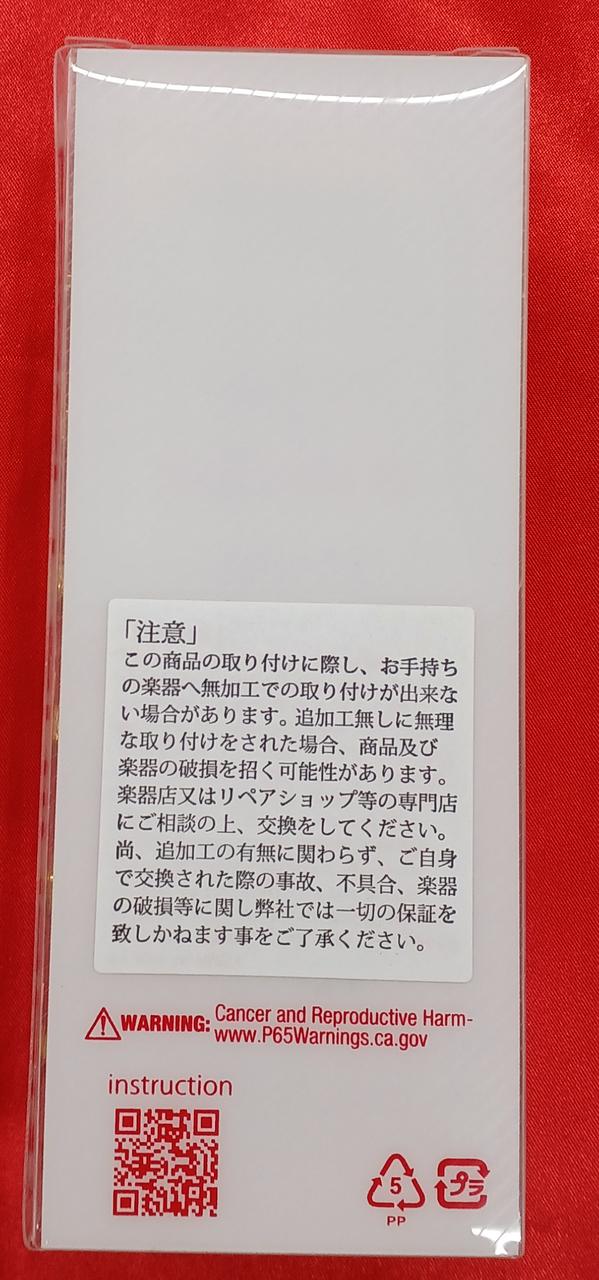 「注意」
この商品の取り付けに際し、お手持ち
の楽器へ無加工での取り付けが出来な
い場合があります。追加工無しに無理
な取り付けをされた場合、商品及び
楽器の破損を招く可能性があります。
楽器店又はリペアショップ等の専門店
にご相談の上、交換をしてください。
尚、追加工の有無に関わらず、ご自身
で交換された際の事故、不具合、楽器
の破損等に関し弊社では一切の保証を
致しかねます事をご了承ください。
WARNING: Cancer and Reproductive Harm-
www.P65Warnings.ca.gov
instruction
5
PP
プラ